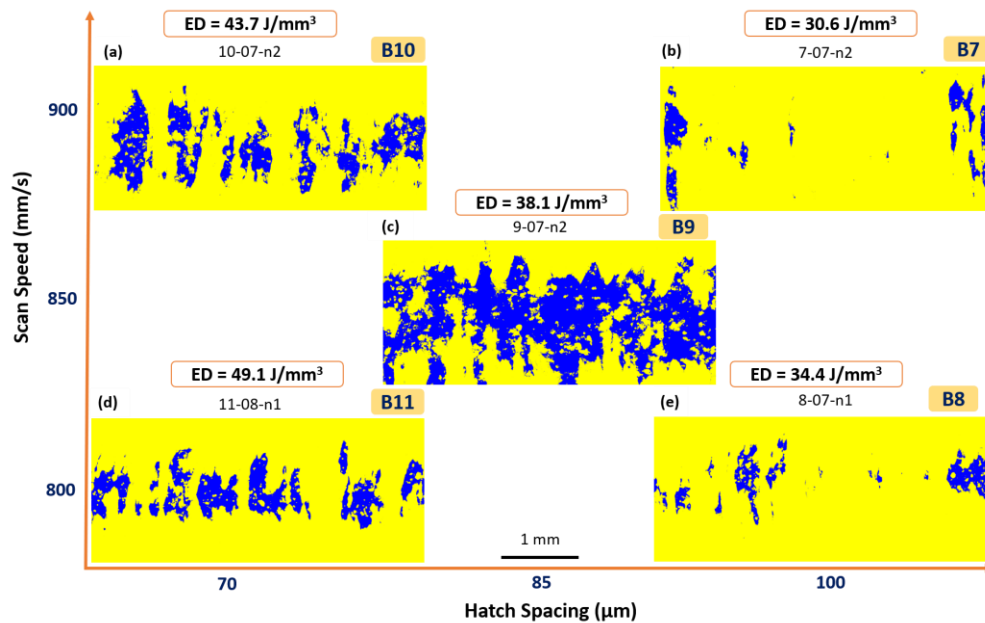 ED = 43.7 J/mm³
10-07-n2
(a)
B10
ED = 30.6 J/mm³
7-07-n2
(b)
B7
900
ED = 38.1 J/mm³
9-07-n2
(c)
B9
850
Scan Speed (mm/s)
ED = 49.1 J/mm³
11-08-n1
(d)
B11
ED = 34.4 J/mm³
8-07-n1
(e)
B8
800
1 mm
70
85
100
Hatch Spacing (µm)